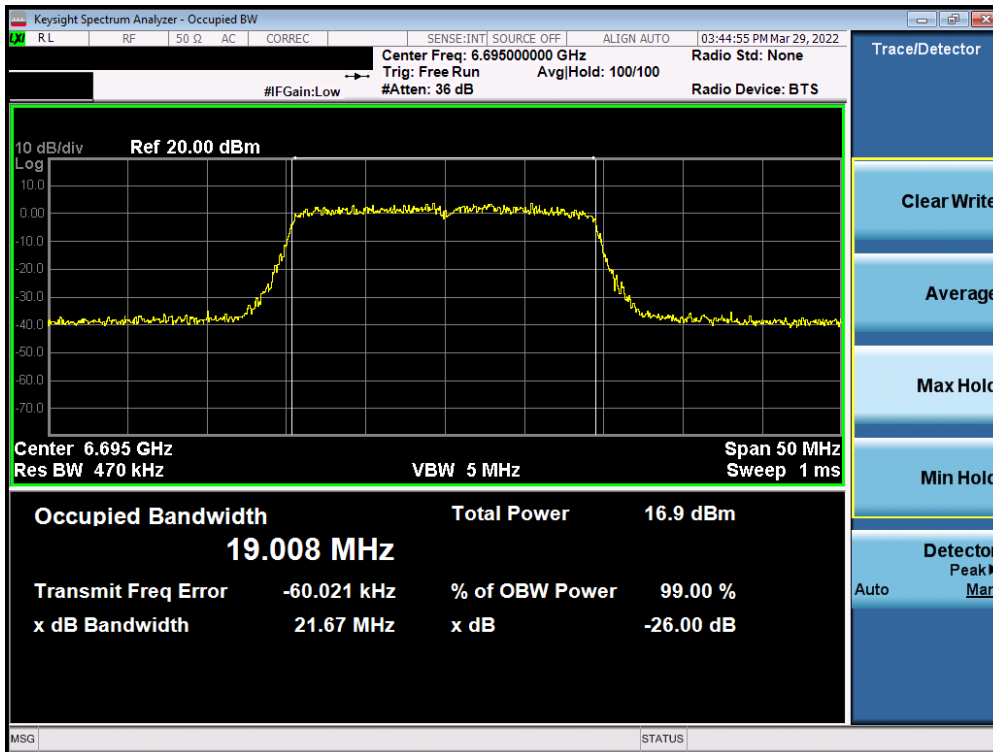 Keysight Spectrum Analyzer - Occupied BW
LXI RL RF 50 Ω AC CORREC SENSE:INT SOURCE OFF ALIGN AUTO 03:44:55 PM Mar 29, 2022
Center Freq: 6.695000000 GHz Radio Std: None
Trig: Free Run Avg|Hold: 100/100
#IFGain:Low #Atten: 36 dB Radio Device: BTS
Trace/Detector
10 dB/div Ref 20.00 dBm
Log
10.0
0.00
-10.0
-20.0
-30.0
-40.0
-50.0
-60.0
-70.0
Center 6.695 GHz Span 50 MHz
Res BW 470 kHz VBW 5 MHz Sweep 1 ms
Clear Write
Average
Max Hold
Min Hold
Detector
Peak
Auto Man
Occupied Bandwidth Total Power 16.9 dBm
19.008 MHz
Transmit Freq Error -60.021 kHz % of OBW Power 99.00 %
x dB Bandwidth 21.67 MHz x dB -26.00 dB
MSG STATUS